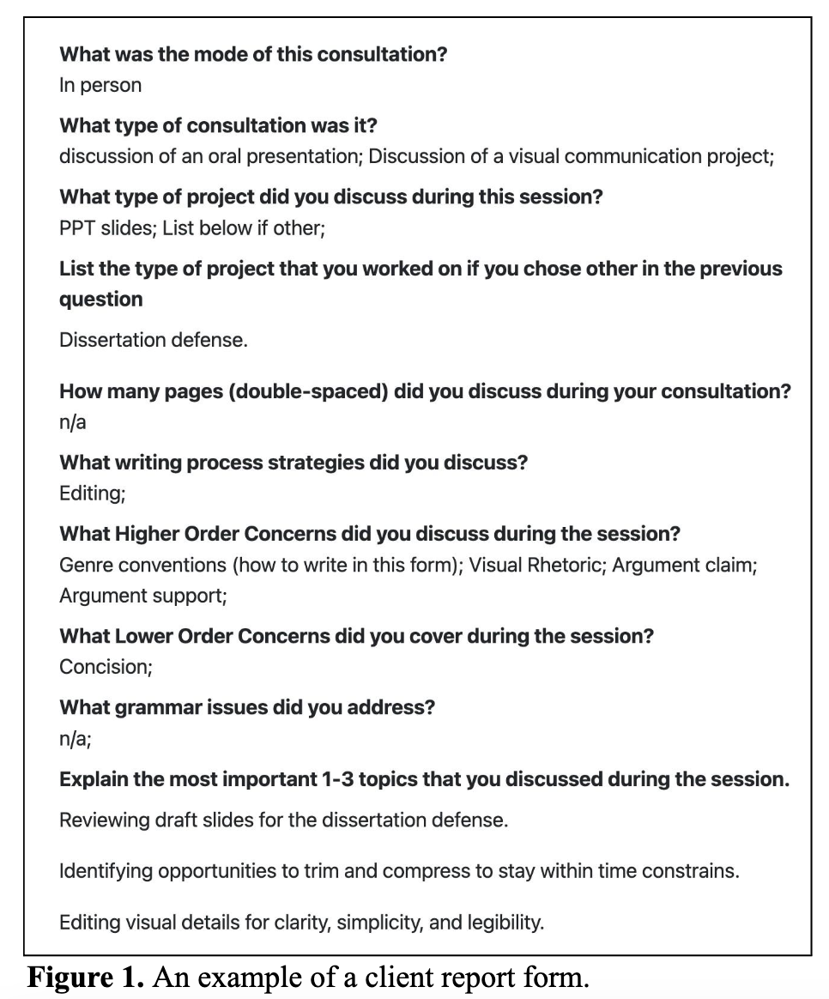 What was the mode of this consultation?
In person
What type of consultation was it?
discussion of an oral presentation; Discussion of a visual communication project;
What type of project did you discuss during this session?
PPT slides; List below if other;
List the type of project that you worked on if you chose other in the previous
question
Dissertation defense.
How many pages (double-spaced) did you discuss during your consultation?
n/a
What writing process strategies did you discuss?
Editing;
What Higher Order Concerns did you discuss during the session?
Genre conventions (how to write in this form); Visual Rhetoric; Argument claim;
Argument support;
What Lower Order Concerns did you cover during the session?
Concision;
What grammar issues did you address?
n/a;
Explain the most important 1-3 topics that you discussed during the session.
Reviewing draft slides for the dissertation defense.
Identifying opportunities to trim and compress to stay within time constrains.
Editing visual details for clarity, simplicity, and legibility.
Figure 1. An example of a client report form.